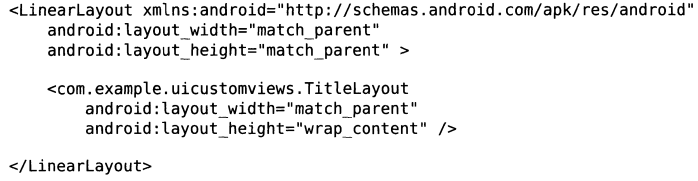 <LinearLayout xmlns:android="http://schemas.android.com/apk/res/android"
    android:layout_width="match_parent"
    android:layout_height="match_parent" >
    <com.example.uicustomviews.TitleLayout
        android:layout_width="match_parent"
        android:layout_height="wrap_content" />
</LinearLayout>